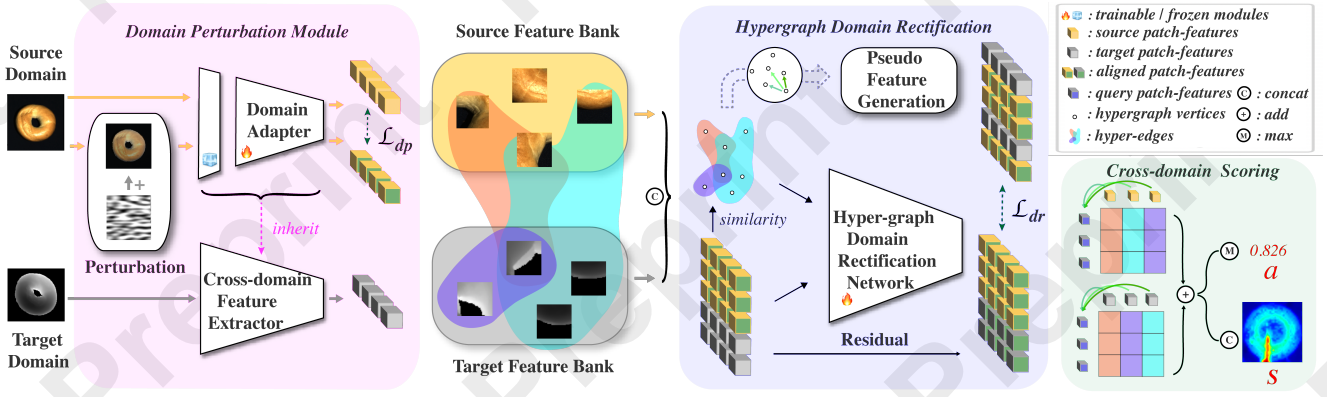 Domain Perturbation Module
Source
Domain
Domain
Adapter
ℒdp
+
Perturbation
inherit
Cross-domain
Feature
Extractor
Target
Domain
Source Feature Bank
C
Target Feature Bank
Hypergraph Domain Rectification
Pseudo
Feature
Generation
similarity
Hyper-graph
Domain
Rectification
Network
ℒdr
Residual
: trainable / frozen modules
: source patch-features
: target patch-features
: aligned patch-features
: query patch-features C : concat
: hypergraph vertices + : add
: hyper-edges M : max
Cross-domain Scoring
M 0.826
a
+
C
S
Preprint
Preprint
Preprint
Preprint